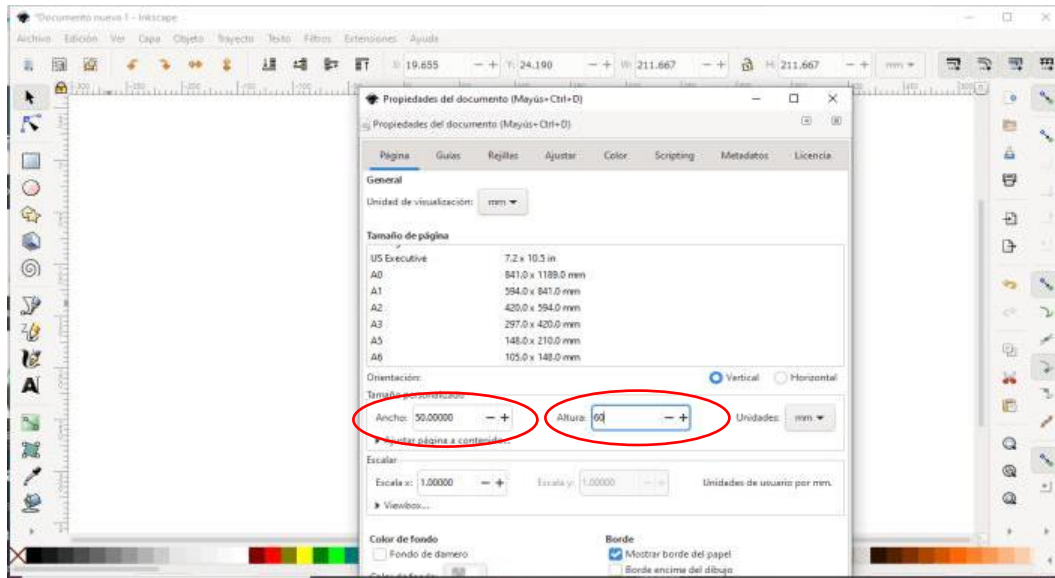 *Documento nuevo 1 - Inkscape
Archivo Edición Ver Capa Objeto Trayecto Texto Filtros Extensiones Ayuda
X: 19.655 − + Y: 24.190 − + W: 211.667 − + H: 211.667 − + mm
Propiedades del documento (Mayús+Ctrl+D)
Propiedades del documento (Mayús+Ctrl+D)
Página Guías Rejillas Ajustar Color Scripting Metadatos Licencia
General
Unidad de visualización: mm
Tamaño de página
US Executive 7.2 x 10.5 in
A0 841.0 x 1189.0 mm
A1 594.0 x 841.0 mm
A2 420.0 x 594.0 mm
A3 297.0 x 420.0 mm
A5 148.0 x 210.0 mm
A6 105.0 x 148.0 mm
Orientación: Vertical Horizontal
Tamaño personalizado
Ancho: 50.00000 − + Altura: 60 − + Unidades: mm
Ajustar página a contenido...
Escalar
Escala x: 1.00000 − + Escala y: 1.00000 − + Unidades de usuario por mm.
Viewbox...
Color de fondo Borde
Fondo de damero Mostrar borde del papel
Color de fondo: Borde encima del dibujo